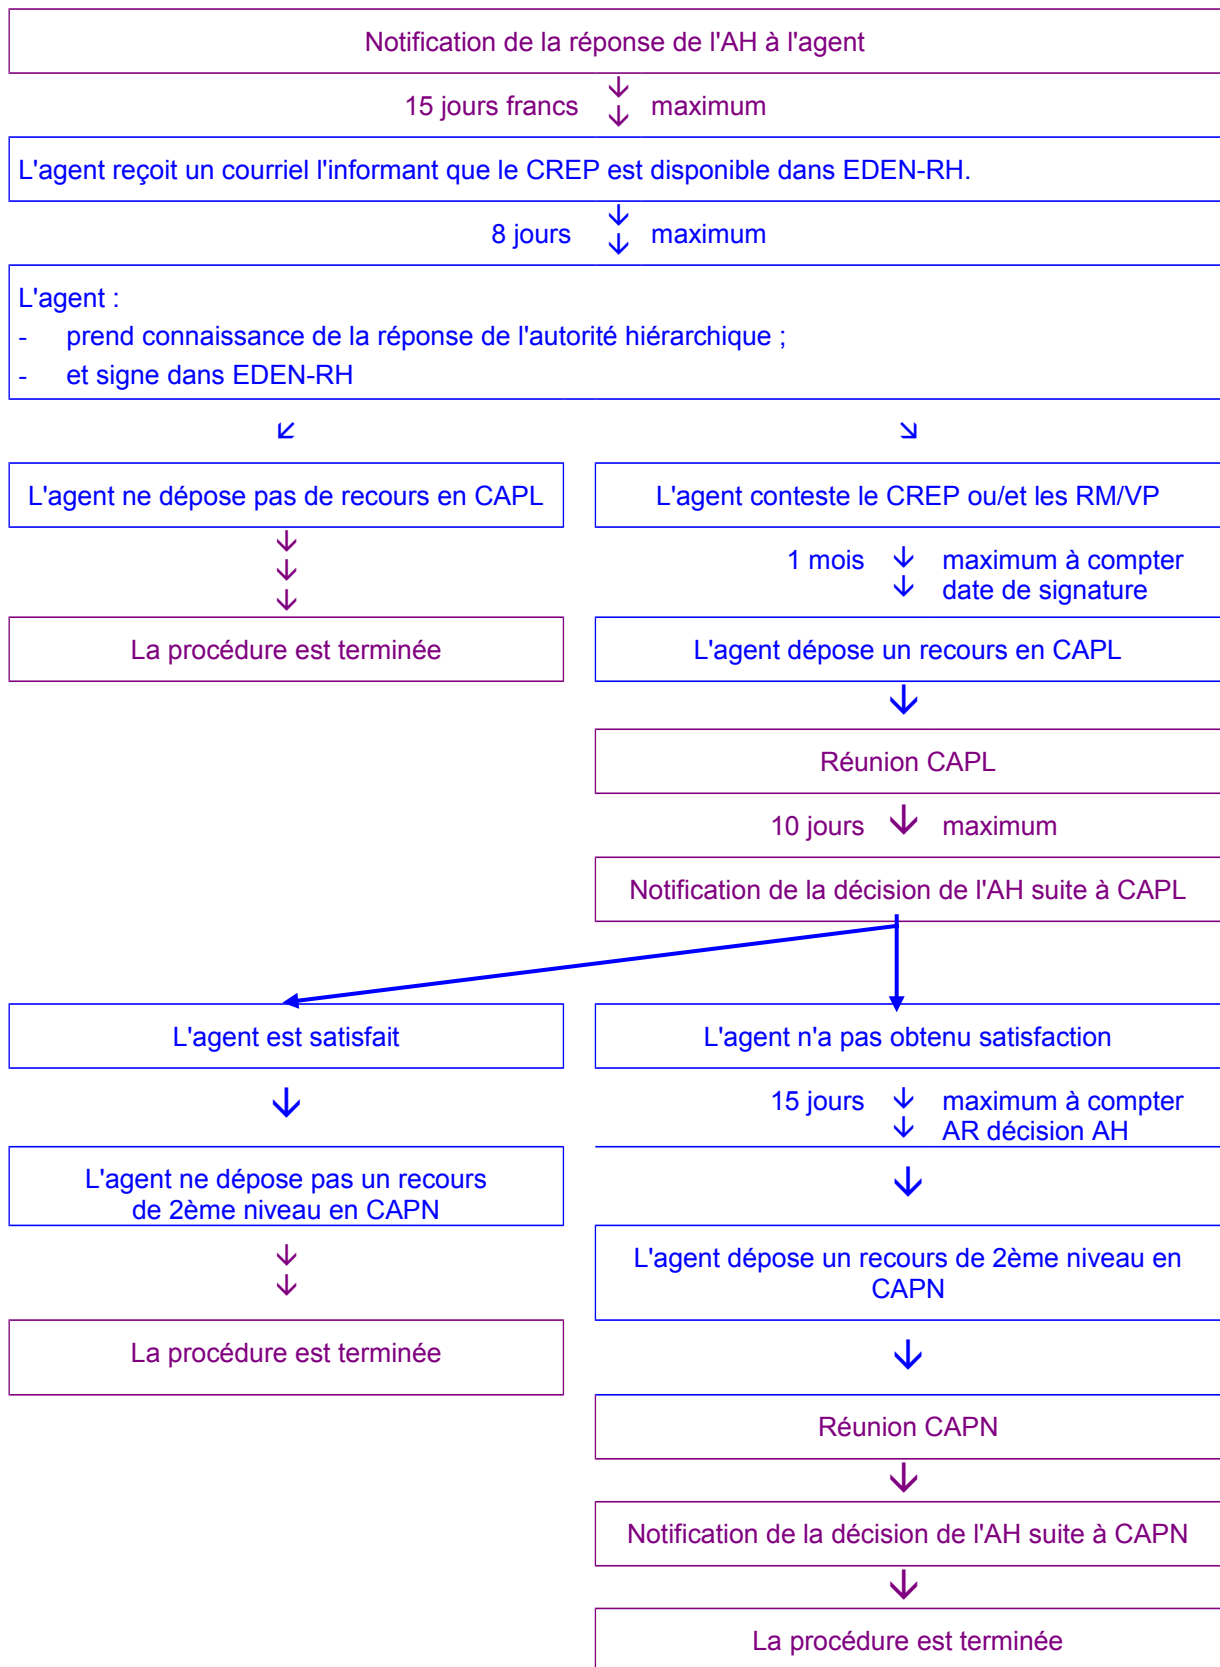 Notification de la réponse de l'AH à l'agent
15 jours francs maximum
L'agent reçoit un courriel l'informant que le CREP est disponible dans EDEN-RH.
8 jours maximum
L'agent :
- prend connaissance de la réponse de l'autorité hiérarchique ;
- et signe dans EDEN-RH
L'agent ne dépose pas de recours en CAPL
L'agent conteste le CREP ou/et les RM/VP
1 mois maximum à compter
date de signature
La procédure est terminée
L'agent dépose un recours en CAPL
Réunion CAPL
10 jours maximum
Notification de la décision de l'AH suite à CAPL
L'agent est satisfait
L'agent n'a pas obtenu satisfaction
15 jours maximum à compter
AR décision AH
L'agent ne dépose pas un recours
de 2ème niveau en CAPN
L'agent dépose un recours de 2ème niveau en
CAPN
La procédure est terminée
Réunion CAPN
Notification de la décision de l'AH suite à CAPN
La procédure est terminée